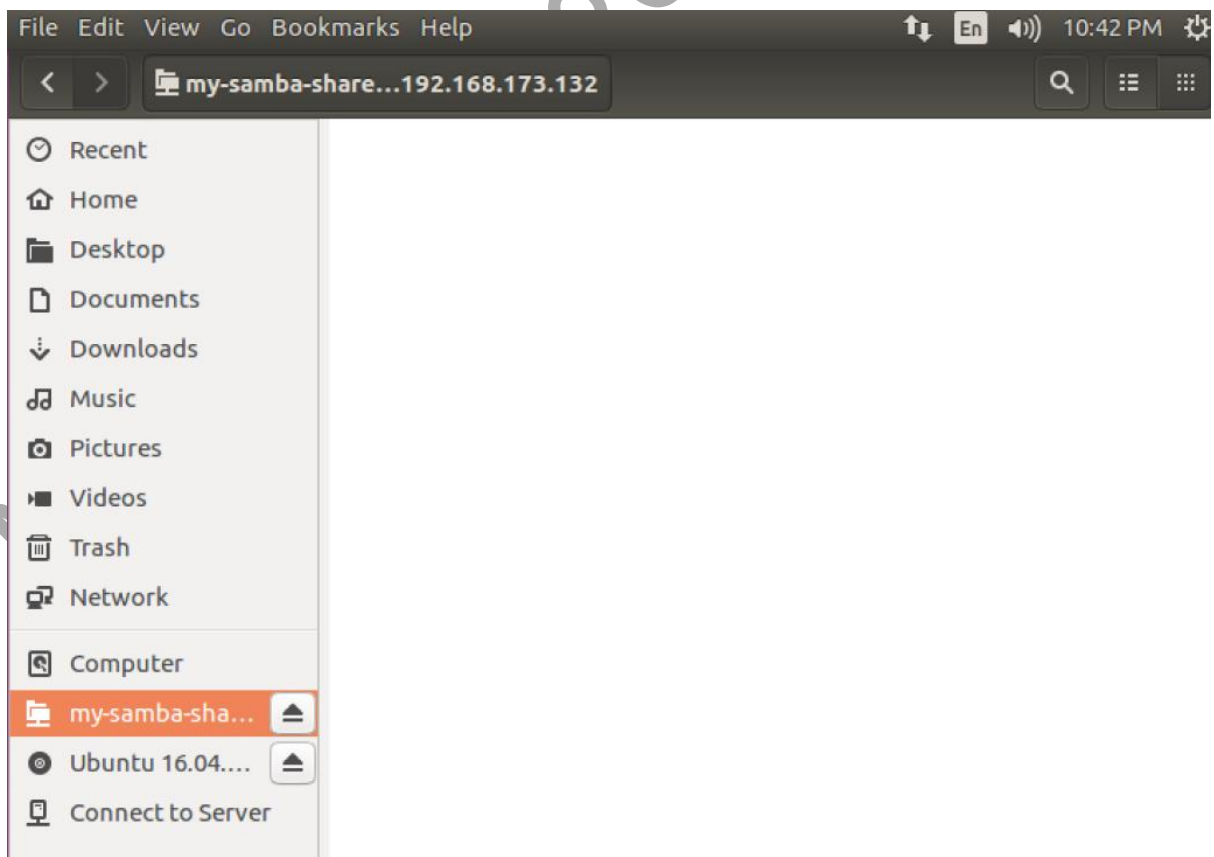 File Edit View Go Bookmarks Help En 10:42 PM
my-samba-share...192.168.173.132
Recent
Home
Desktop
Documents
Downloads
Music
Pictures
Videos
Trash
Network
Computer
my-samba-sha...
Ubuntu 16.04....
Connect to Server